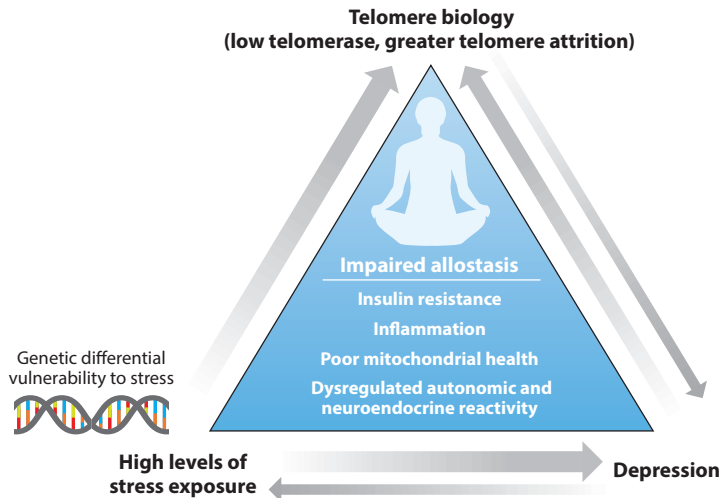 Telomere biology
(low telomerase, greater telomere attrition)
Impaired allostasis
Insulin resistance
Inflammation
Poor mitochondrial health
Dysregulated autonomic and
neuroendocrine reactivity
Genetic differential
vulnerability to stress
High levels of
stress exposure
Depression